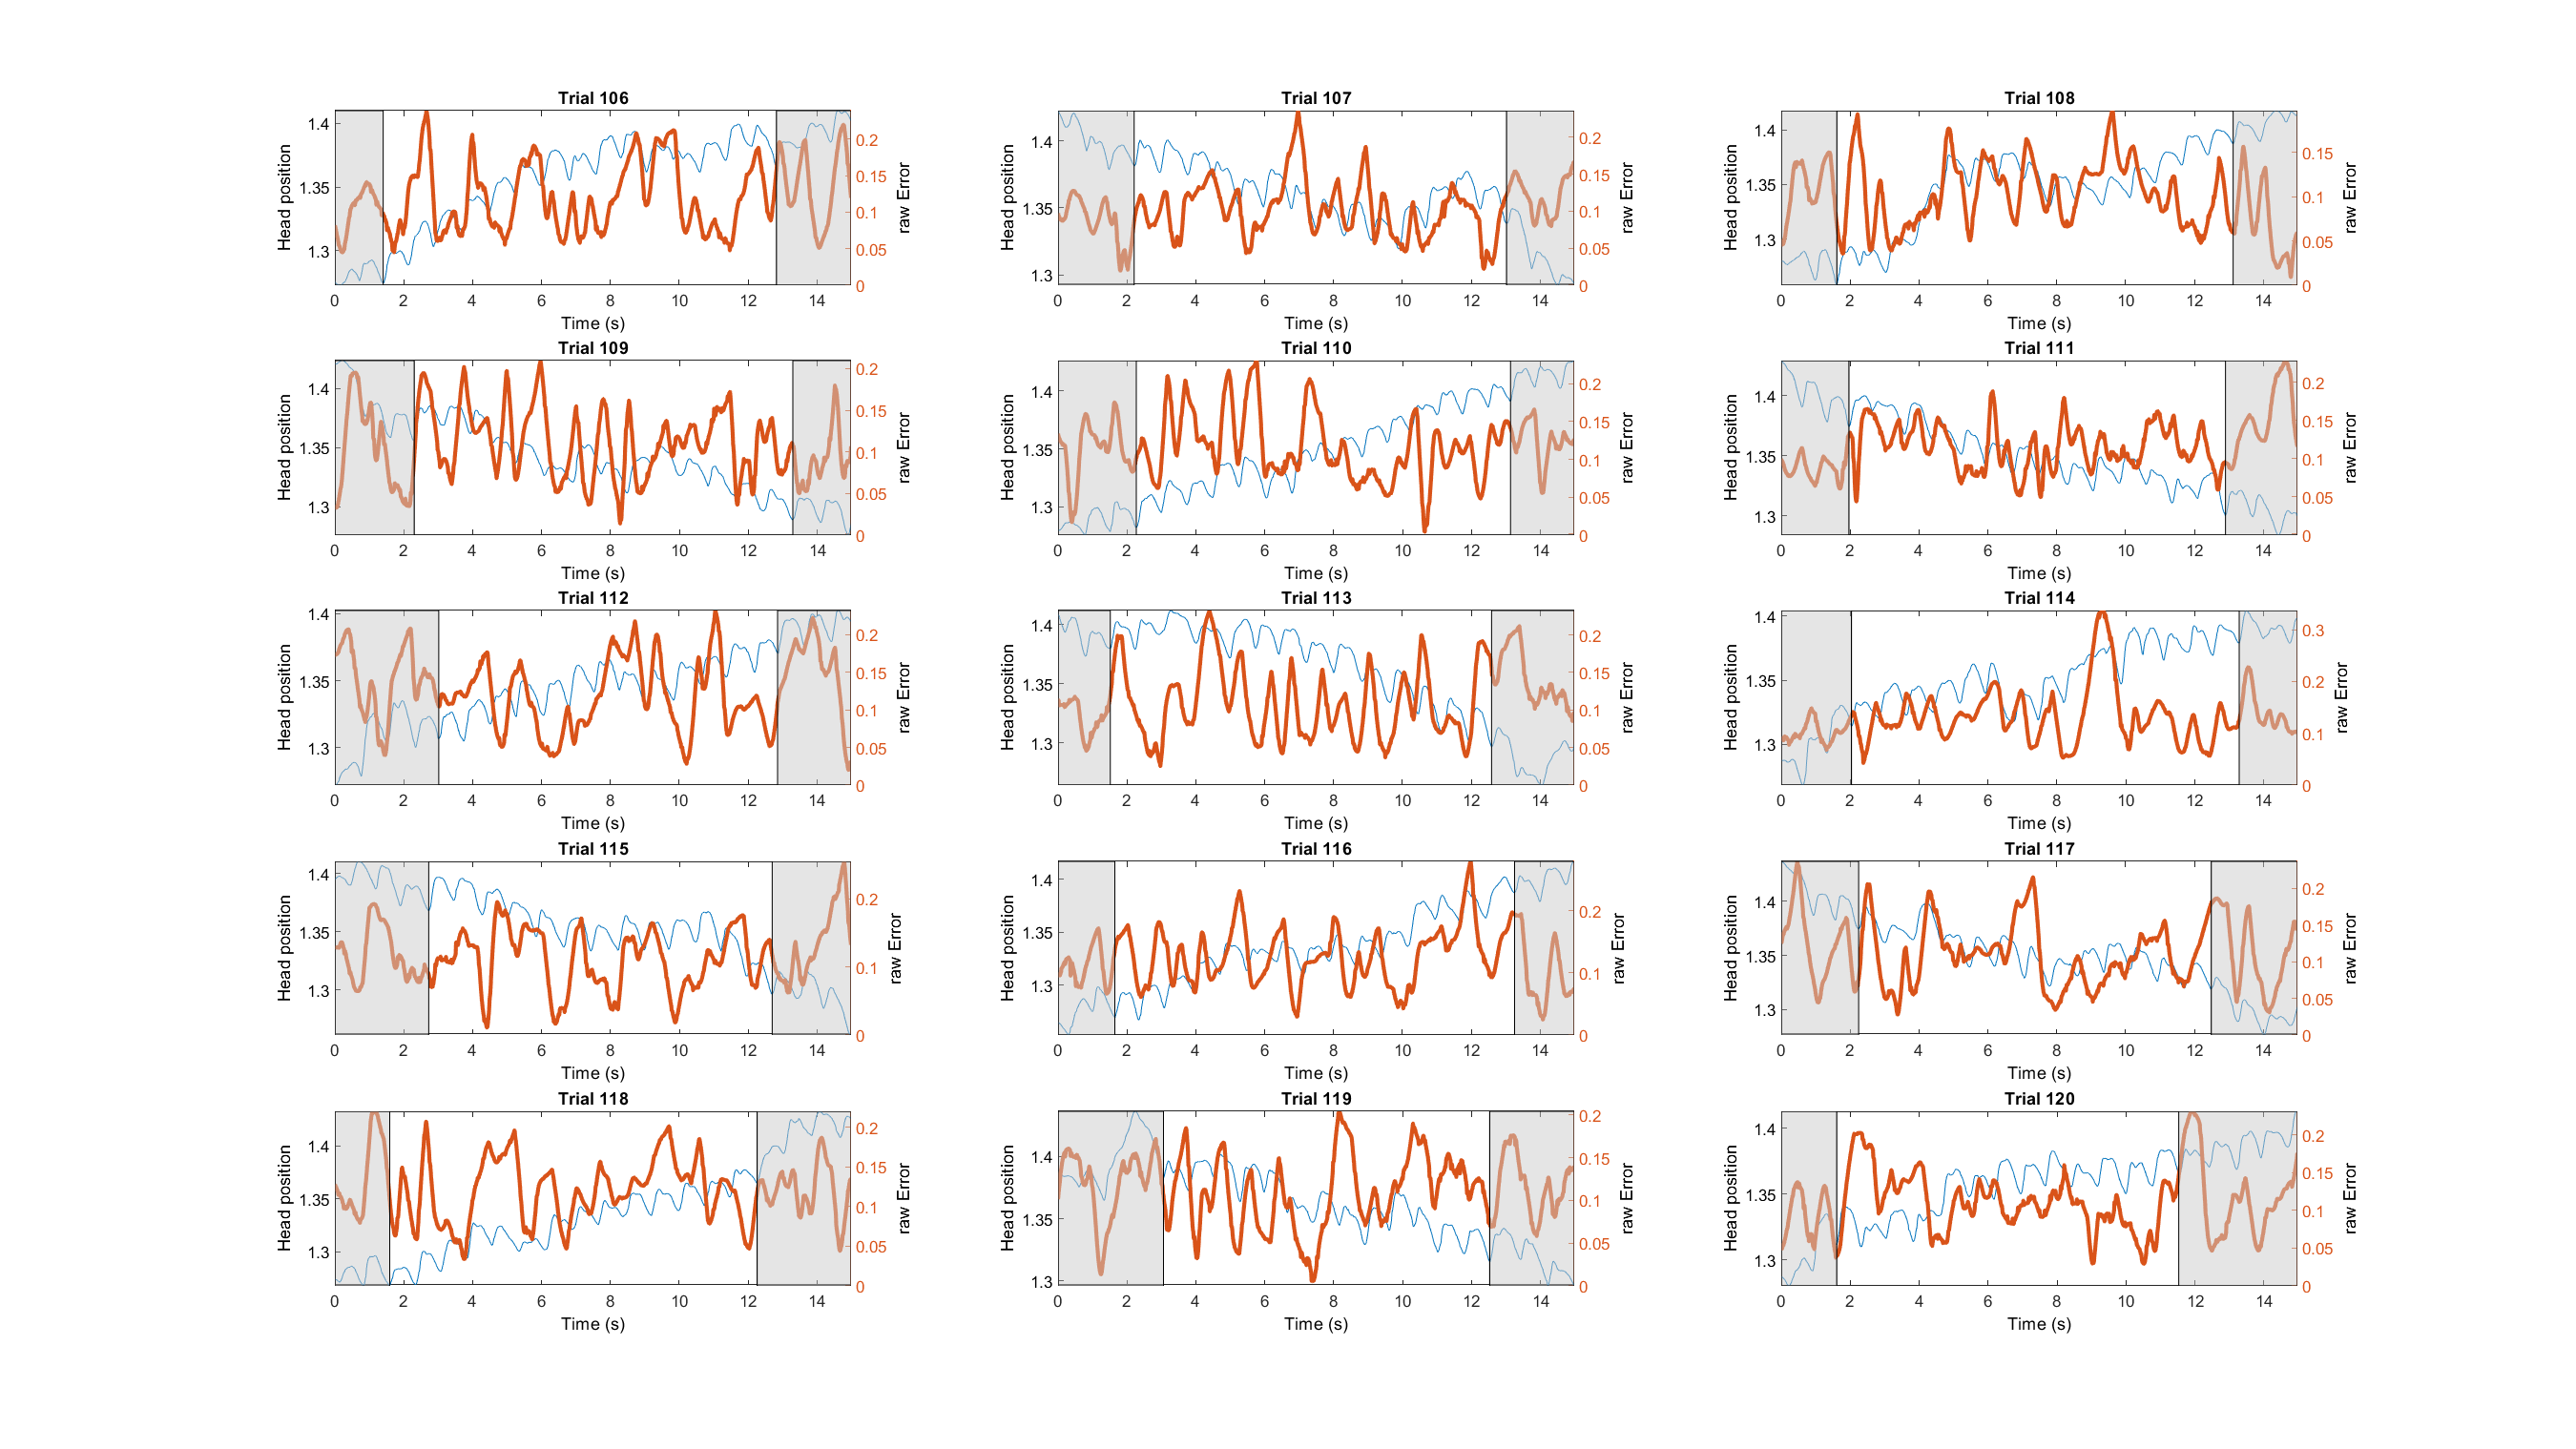 Trial 106
Head position
1.4
1.35
1.3
0.2
0.15
0.1
0.05
0
raw Error
0 2 4 6 8 10 12 14
Time (s)
Trial 107
Head position
1.4
1.35
1.3
0.2
0.15
0.1
0.05
0
raw Error
0 2 4 6 8 10 12 14
Time (s)
Trial 108
Head position
1.4
1.35
1.3
0.15
0.1
0.05
0
raw Error
0 2 4 6 8 10 12 14
Time (s)
Trial 109
Head position
1.4
1.35
1.3
0.2
0.15
0.1
0.05
0
raw Error
0 2 4 6 8 10 12 14
Time (s)
Trial 110
Head position
1.4
1.35
1.3
0.2
0.15
0.1
0.05
0
raw Error
0 2 4 6 8 10 12 14
Time (s)
Trial 111
Head position
1.4
1.35
1.3
0.2
0.15
0.1
0.05
0
raw Error
0 2 4 6 8 10 12 14
Time (s)
Trial 112
Head position
1.4
1.35
1.3
0.2
0.15
0.1
0.05
0
raw Error
0 2 4 6 8 10 12 14
Time (s)
Trial 113
Head position
1.4
1.35
1.3
0.2
0.15
0.1
0.05
0
raw Error
0 2 4 6 8 10 12 14
Time (s)
Trial 114
Head position
1.4
1.35
1.3
0.3
0.2
0.1
0
raw Error
0 2 4 6 8 10 12 14
Time (s)
Trial 115
Head position
1.4
1.35
1.3
0.2
0.1
0
raw Error
0 2 4 6 8 10 12 14
Time (s)
Trial 116
Head position
1.4
1.35
1.3
0.2
0.1
0
raw Error
0 2 4 6 8 10 12 14
Time (s)
Trial 117
Head position
1.4
1.35
1.3
0.2
0.15
0.1
0.05
0
raw Error
0 2 4 6 8 10 12 14
Time (s)
Trial 118
Head position
1.4
1.35
1.3
0.2
0.15
0.1
0.05
0
raw Error
0 2 4 6 8 10 12 14
Time (s)
Trial 119
Head position
1.4
1.35
1.3
0.2
0.15
0.1
0.05
0
raw Error
0 2 4 6 8 10 12 14
Time (s)
Trial 120
Head position
1.4
1.35
1.3
0.2
0.15
0.1
0.05
0
raw Error
0 2 4 6 8 10 12 14
Time (s)